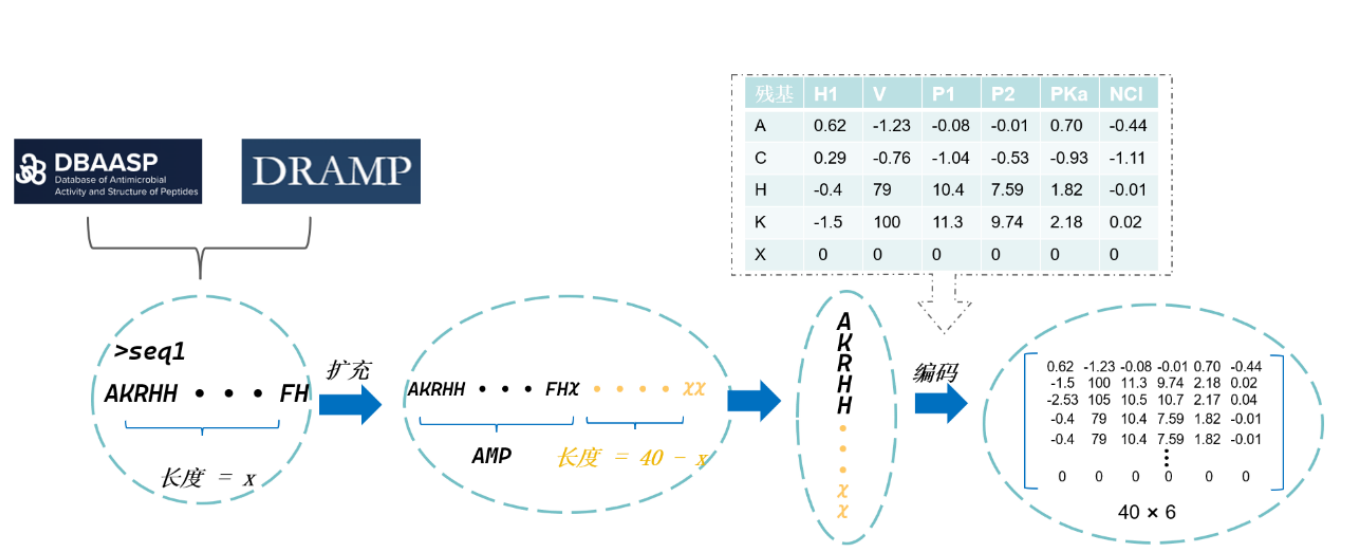 DBAASP
Database of Antimicrobial
Activity and Structure of Peptides
DRAMP
残基 H1 V P1 P2 PKa NCI
A 0.62 -1.23 -0.08 -0.01 0.70 -0.44
C 0.29 -0.76 -1.04 -0.53 -0.93 -1.11
H -0.4 79 10.4 7.59 1.82 -0.01
K -1.5 100 11.3 9.74 2.18 0.02
X 0 0 0 0 0 0
>seq1
AKRHH • • • FH
长度 = x
扩充
AKRHH • • • FHX • • • • XX
AMP
长度 = 40 - x
A
K
R
H
H
•
•
•
X
X
编码
0.62 -1.23 -0.08 -0.01 0.70 -0.44
-1.5 100 11.3 9.74 2.18 0.02
-2.53 105 10.5 10.7 2.17 0.04
-0.4 79 10.4 7.59 1.82 -0.01
-0.4 79 10.4 7.59 1.82 -0.01
⋮
0 0 0 0 0 0
40 × 6